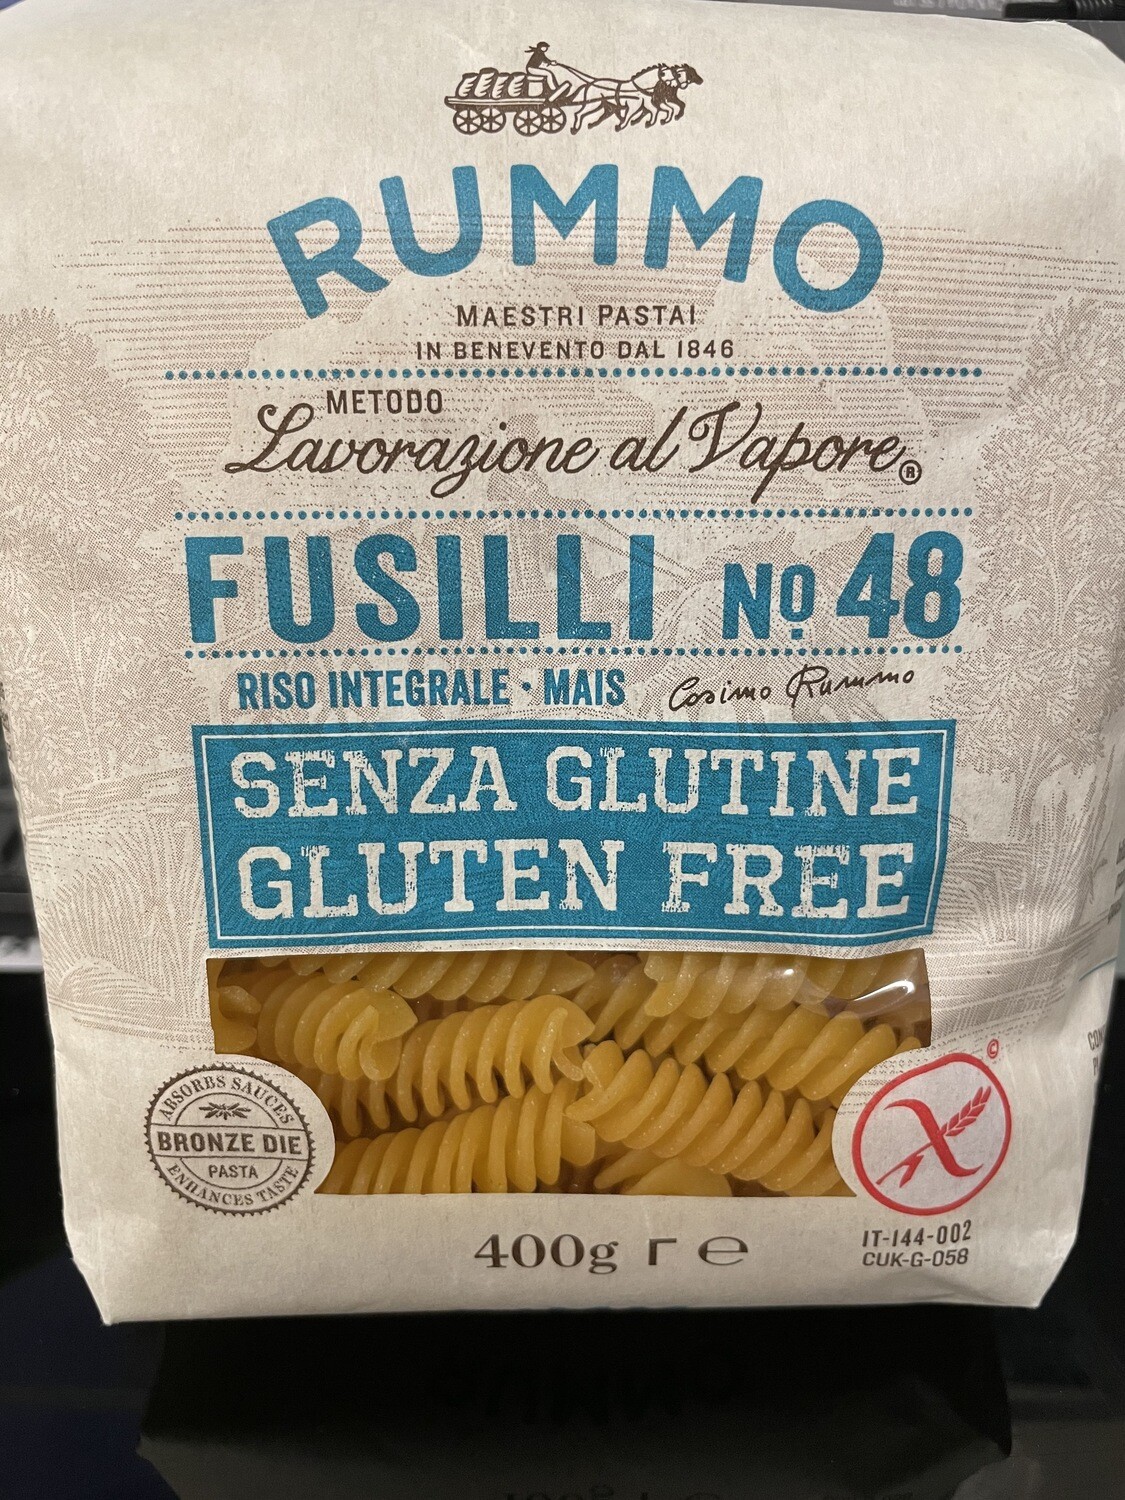 RUMMO
MAESTRI PASTAI
IN BENEVENTO DAL 1846
METODO
Lavorazione al Vapore®
FUSILLI Nº 48
RISO INTEGRALE · MAIS
Cosimo Rummo
SENZA GLUTINE
GLUTEN FREE
ABSORBS SAUCES
BRONZE DIE
PASTA
ENHANCES TASTE
©
400g г e
IT-144-002
CUK-G-058